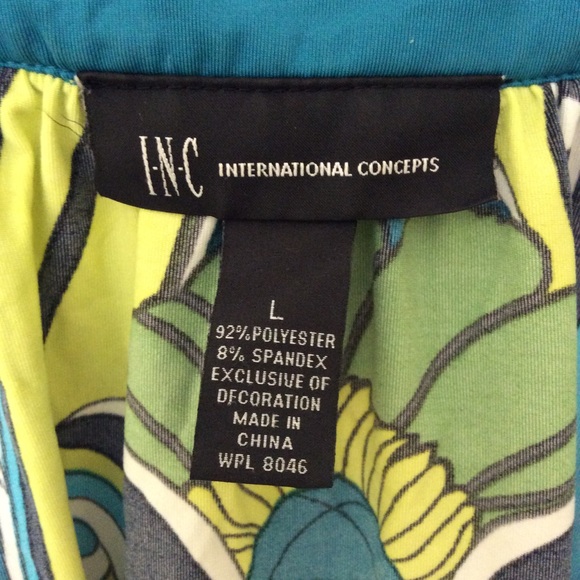 I·N·C INTERNATIONAL CONCEPTS
L
92% POLYESTER
8% SPANDEX
EXCLUSIVE OF
DECORATION
MADE IN
CHINA
WPL 8046